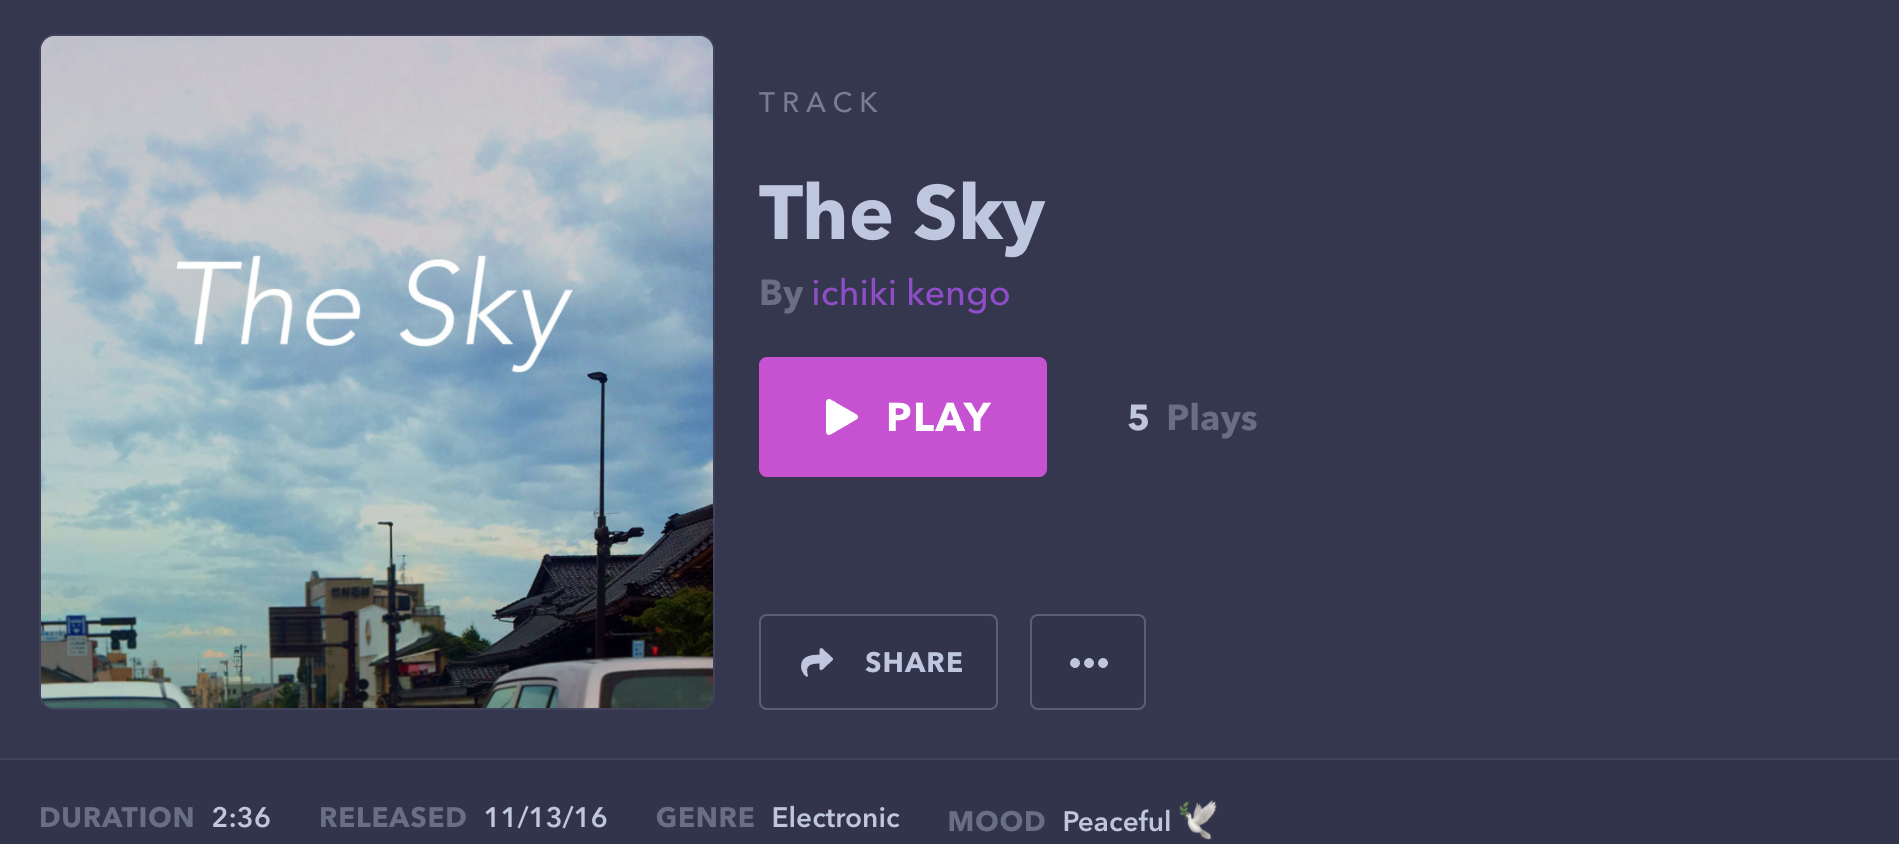 The Sky
TRACK
The Sky
By ichiki kengo
PLAY
5 Plays
SHARE
DURATION 2:36 RELEASED 11/13/16 GENRE Electronic MOOD Peaceful🕊️